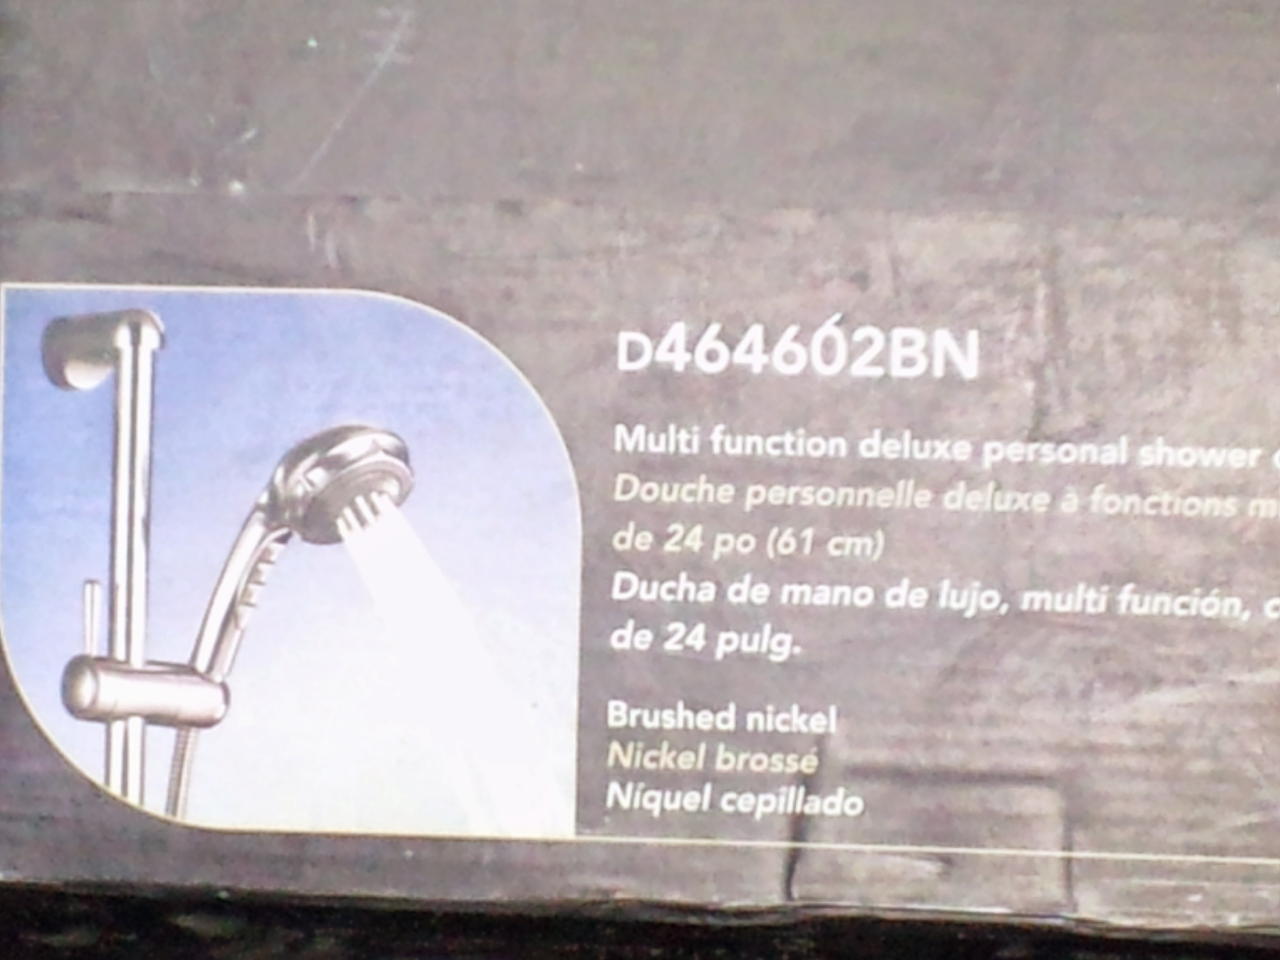 D464602BN
Multi function deluxe personal shower
Douche personnelle deluxe à fonctions
de 24 po (61 cm)
Ducha de mano de lujo, multi función,
de 24 pulg.
Brushed nickel
Nickel brossé
Níquel cepillado